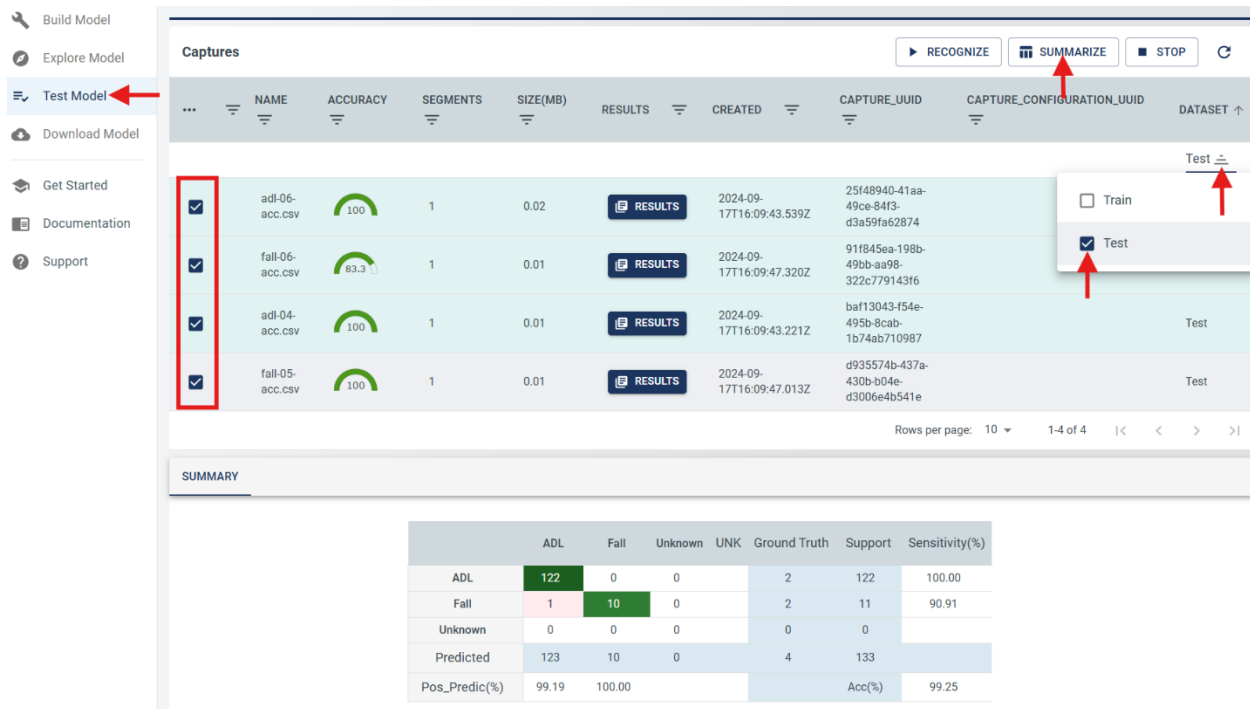 Build Model
Explore Model
Test Model
Download Model
Get Started
Documentation
Support
Captures
RECOGNIZE
SUMMARIZE
STOP
... NAME ACCURACY SEGMENTS SIZE(MB) RESULTS CREATED CAPTURE_UUID CAPTURE_CONFIGURATION_UUID DATASET
Test
Train
Test
adl-06-
acc.csv
100
1
0.02
RESULTS
2024-09-
17T16:09:43.539Z
25f48940-41aa-
49ce-84f3-
d3a59fa62874
fall-06-
acc.csv
83.3
1
0.01
RESULTS
2024-09-
17T16:09:47.320Z
91f845ea-198b-
49bb-aa98-
322c779143f6
adl-04-
acc.csv
100
1
0.01
RESULTS
2024-09-
17T16:09:43.221Z
baf13043-f54e-
495b-8cab-
1b74ab710987
Test
fall-05-
acc.csv
100
1
0.01
RESULTS
2024-09-
17T16:09:47.013Z
d935574b-437a-
430b-b04e-
d3006e4b541e
Test
Rows per page: 10 1-4 of 4
SUMMARY
ADL Fall Unknown UNK Ground Truth Support Sensitivity(%)
ADL 122 0 0 2 122 100.00
Fall 1 10 0 2 11 90.91
Unknown 0 0 0 0 0
Predicted 123 10 0 4 133
Pos_Predic(%) 99.19 100.00 Acc(%) 99.25